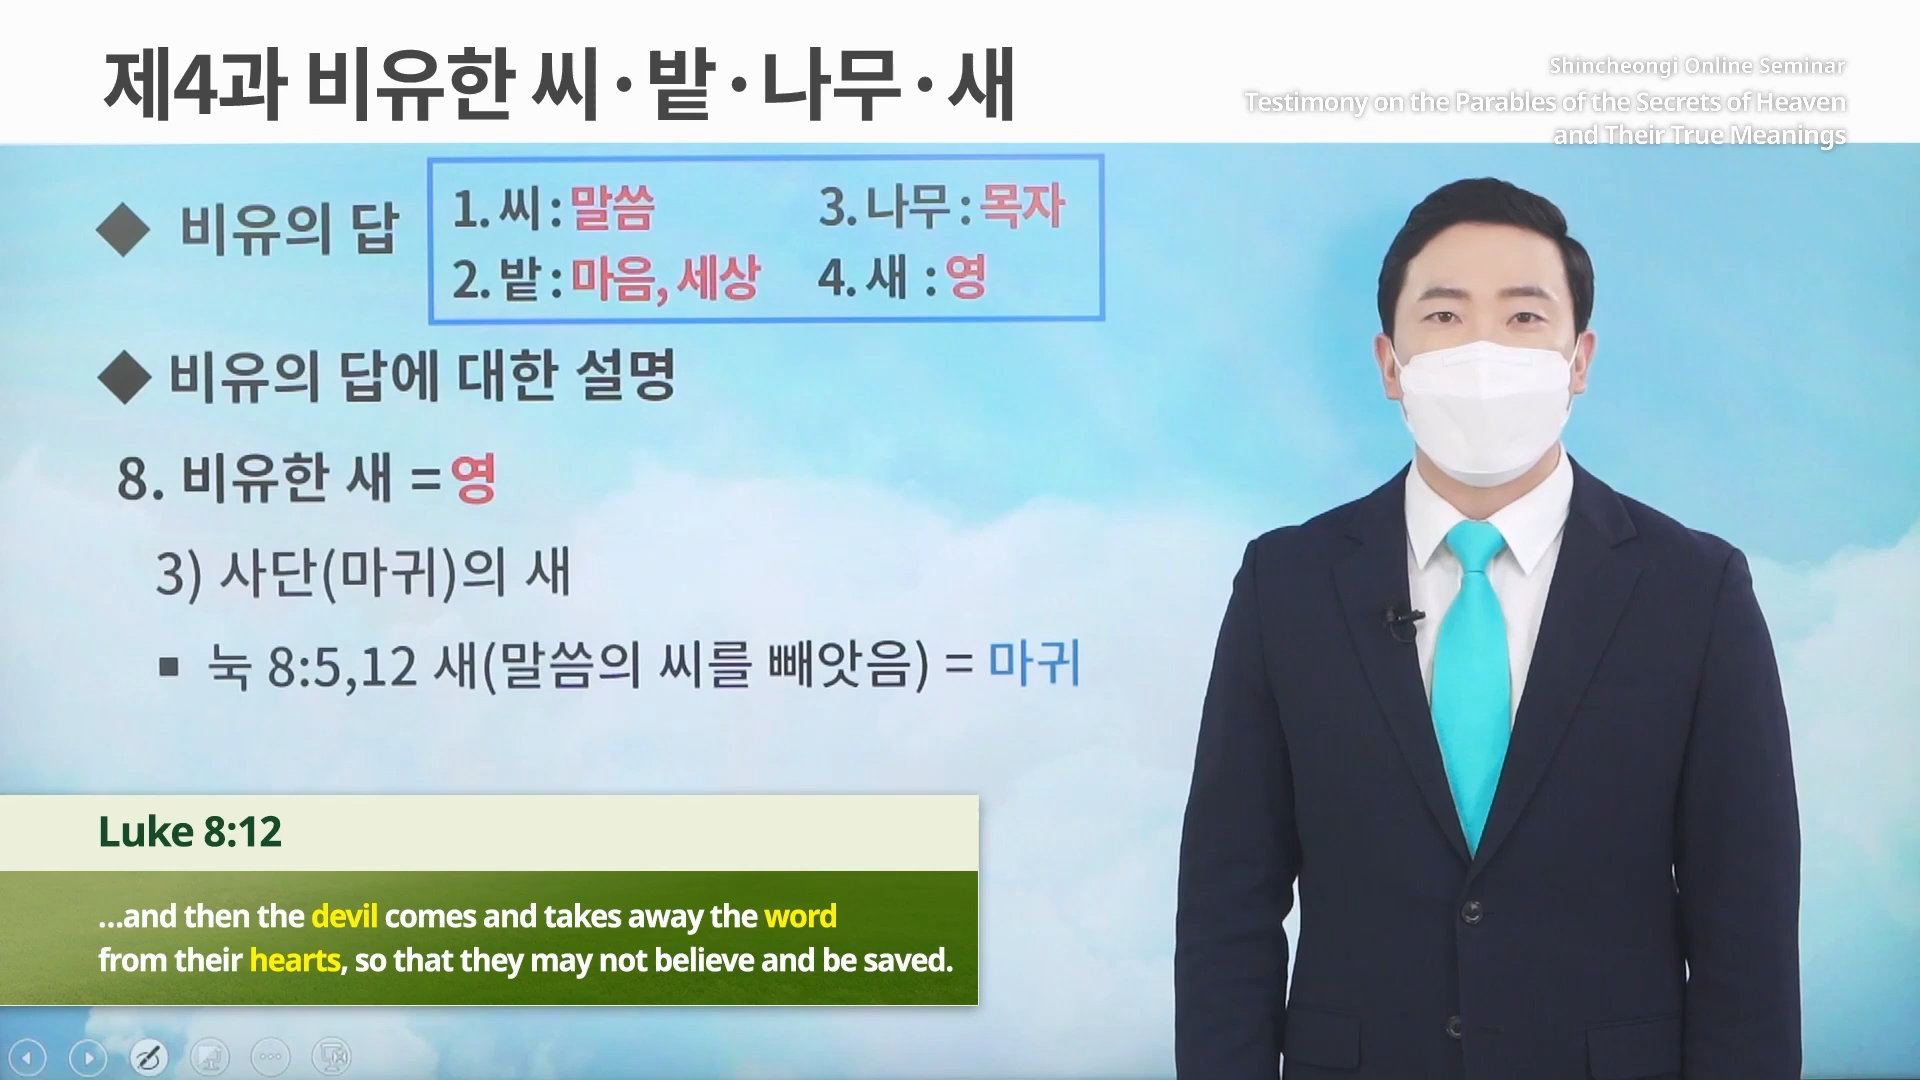 제4과 비유한 씨·밭·나무·새
Shincheongi Online Seminar
Testimony on the Parables of the Secrets of Heaven
and Their True Meanings
◆ 비유의 답
1. 씨 : 말씀
3. 나무 : 목자
2. 밭 : 마음, 세상
4. 새 : 영
◆ 비유의 답에 대한 설명
8. 비유한 새 = 영
3) 사단(마귀)의 새
▪ 눅 8:5,12 새(말씀의 씨를 빼앗음) = 마귀
Luke 8:12
...and then the devil comes and takes away the word
from their hearts, so that they may not believe and be saved.